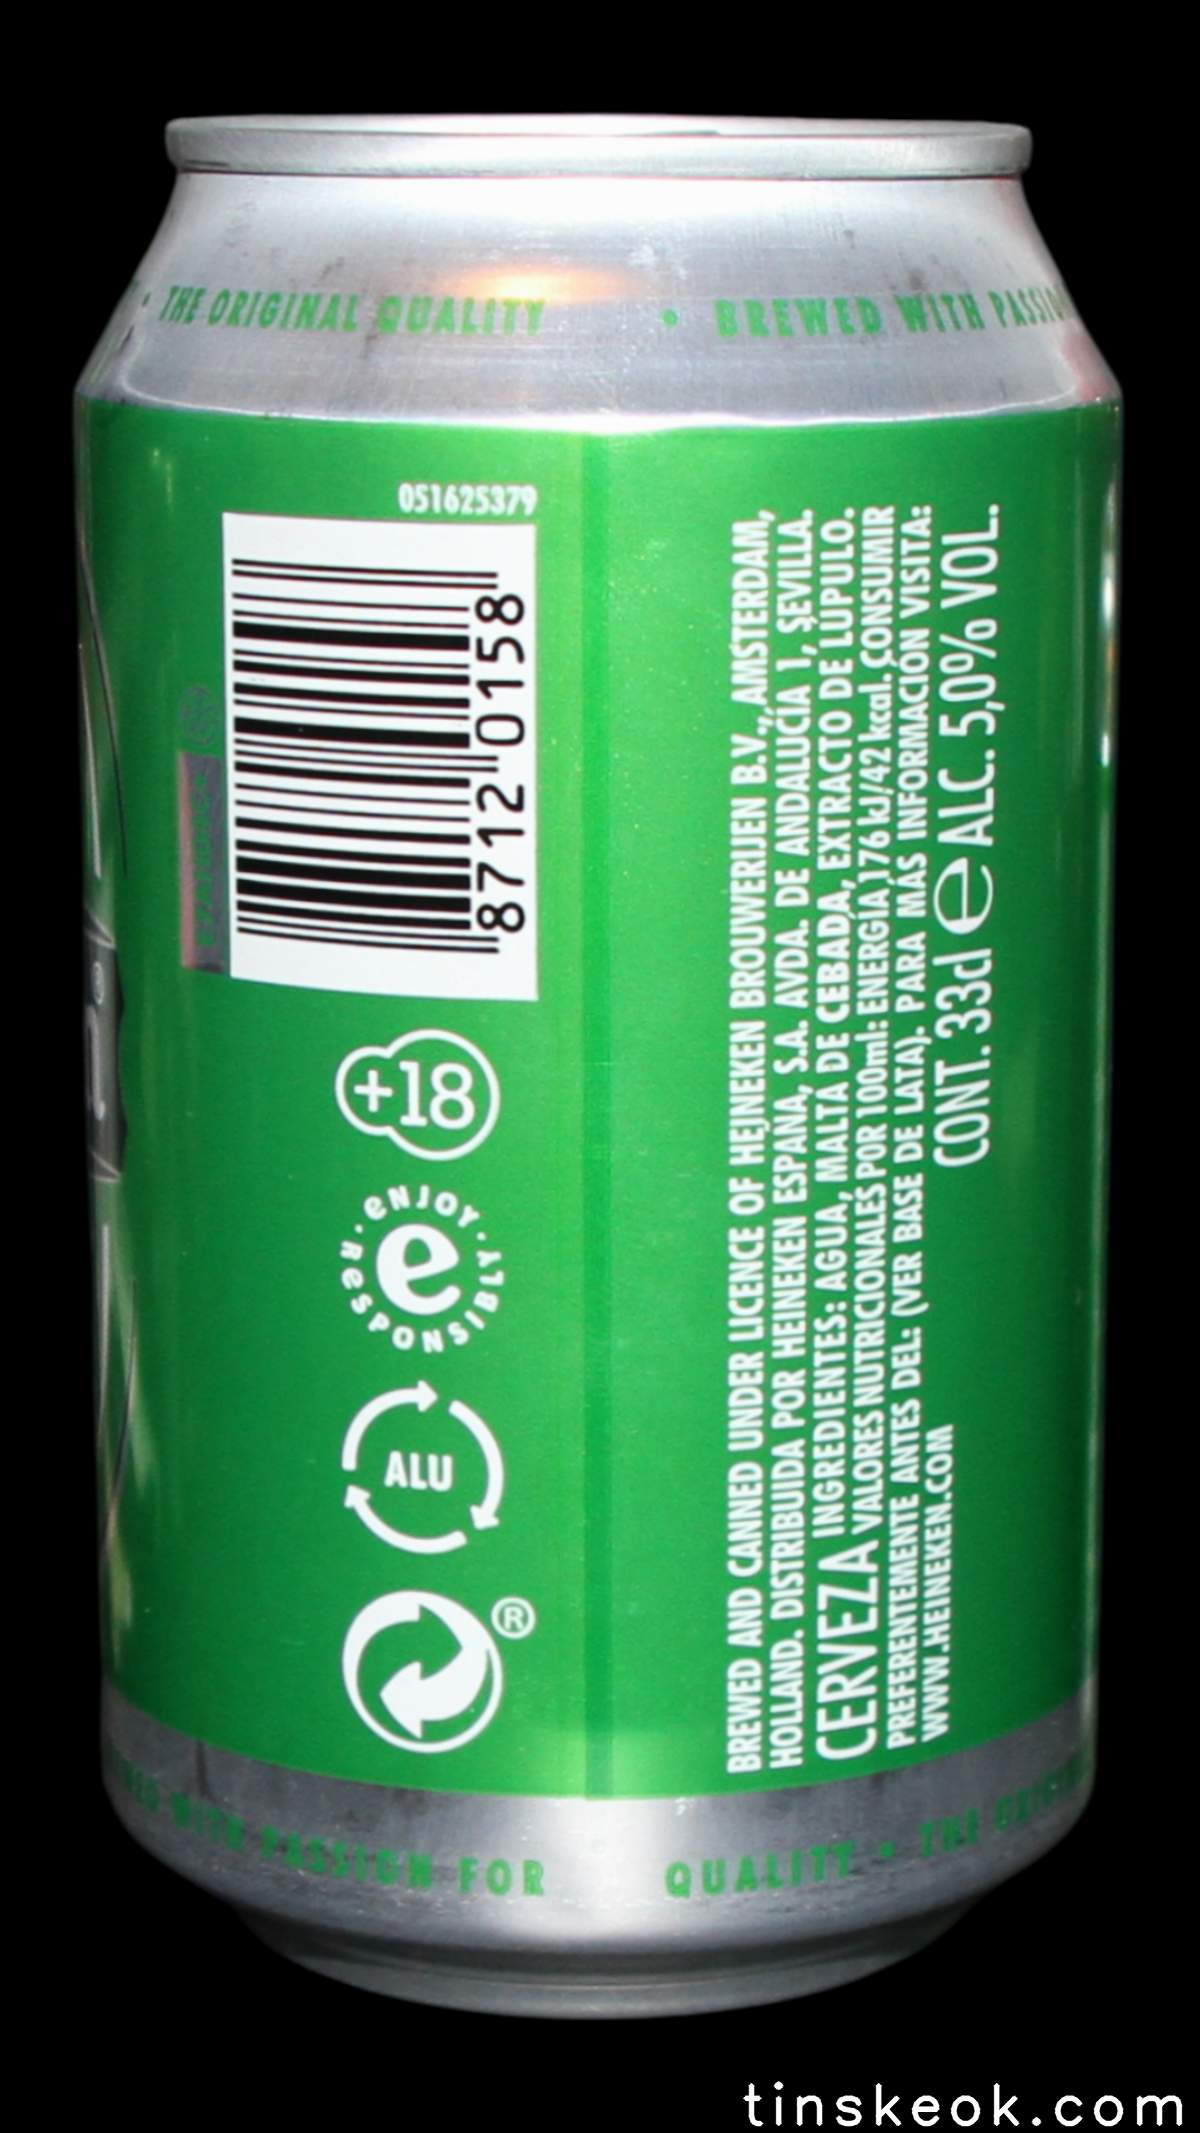 THE ORIGINAL QUALITY • BREWED WITH PASSION
051625379
8712 0158
+18
ENJOY · RESPONSIBLY ·
ALU
®
BREWED AND CANNED UNDER LICENCE OF HEINEKEN BROUWERIJEN B.V., AMSTERDAM,
HOLLAND. DISTRIBUIDA POR HEINEKEN ESPAÑA, S.A. AVDA. DE ANDALUCÍA 1, SEVILLA.
CERVEZA INGREDIENTES: AGUA, MALTA DE CEBADA, EXTRACTO DE LÚPULO.
VALORES NUTRICIONALES POR 100ml: ENERGÍA 176 kJ/42 kcal. CONSUMIR
PREFERENTEMENTE ANTES DEL: (VER BASE DE LATA). PARA MÁS INFORMACIÓN VISITA:
WWW.HEINEKEN.COM
CONT. 33cl e ALC. 5,0% VOL.
WITH PASSION FOR QUALITY • THE
tinskeok.com